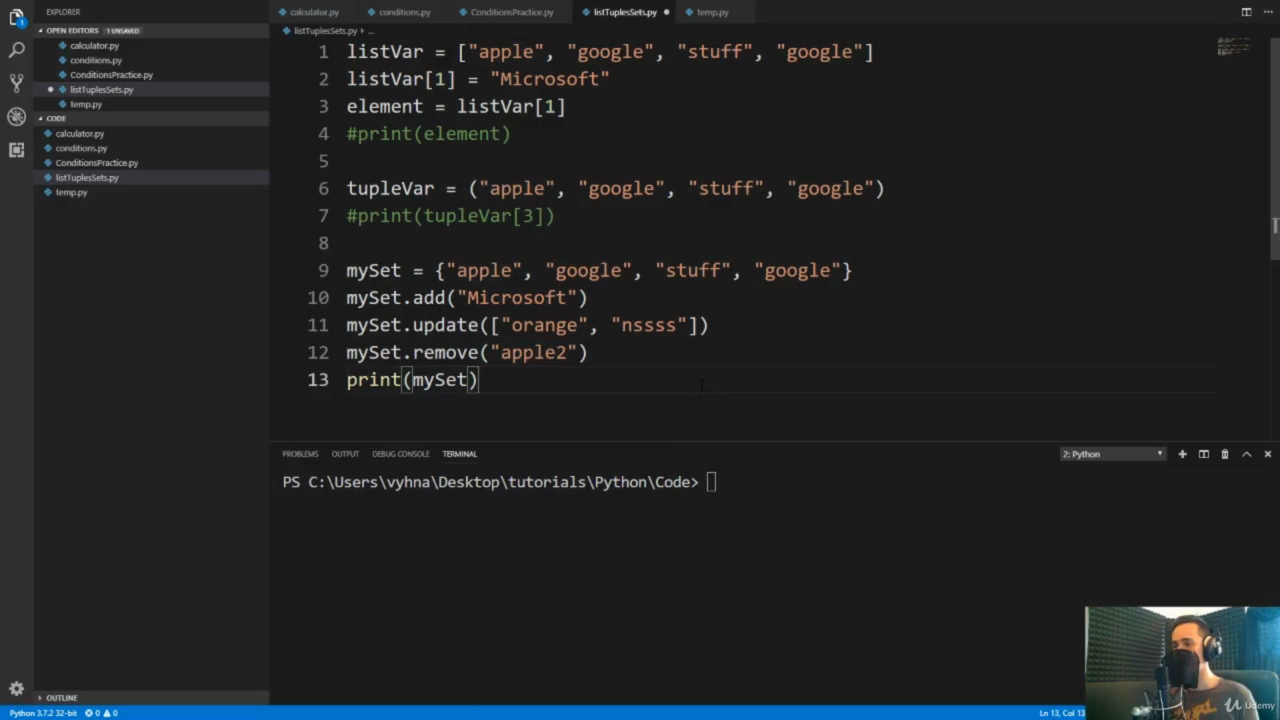 EXPLORER
calculator.py
conditions.py
ConditionsPractice.py
listTuplesSets.py
temp.py
OPEN EDITORS 1 UNSAVED
calculator.py
conditions.py
ConditionsPractice.py
listTuplesSets.py
temp.py
CODE
calculator.py
conditions.py
ConditionsPractice.py
listTuplesSets.py
temp.py
OUTLINE
listTuplesSets.py › ...
1 listVar = ["apple", "google", "stuff", "google"]
2 listVar[1] = "Microsoft"
3 element = listVar[1]
4 #print(element)
5
6 tupleVar = ("apple", "google", "stuff", "google")
7 #print(tupleVar[3])
8
9 mySet = {"apple", "google", "stuff", "google"}
10 mySet.add("Microsoft")
11 mySet.update(["orange", "nssss"])
12 mySet.remove("apple2")
13 print(mySet)
PROBLEMS OUTPUT DEBUG CONSOLE TERMINAL
2: Python
PS C:\Users\vyhna\Desktop\tutorials\Python\Code>
Python 3.7.2 32-bit 0 0
Ln 13, Col 13
Udemy